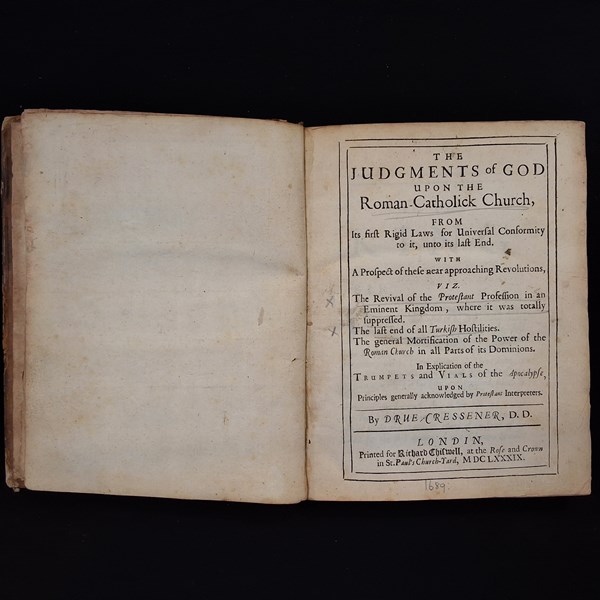 THE
JUDGMENTS of GOD
UPON THE
Roman-Catholick Church,
FROM
Its first Rigid Laws for Universal Conformity
to it, unto its last End.
WITH
A Prospect of these near approaching Revolutions,
VIZ.
The Revival of the Protestant Profession in an
Eminent Kingdom, where it was totally
suppressed.
The last end of all Turkish Hostilities.
The general Mortification of the Power of the
Roman Church in all Parts of its Dominions.
In Explication of the
TRUMPETS and VIALS of the Apocalypse,
UPON
Principles generally acknowledged by Protestant Interpreters.
By DRUE CRESSENER, D. D.
LONDON,
Printed for Richard Chiswell, at the Rose and Crown
in St. Paul's Church-Yard, MDCLXXXIX.
1689.